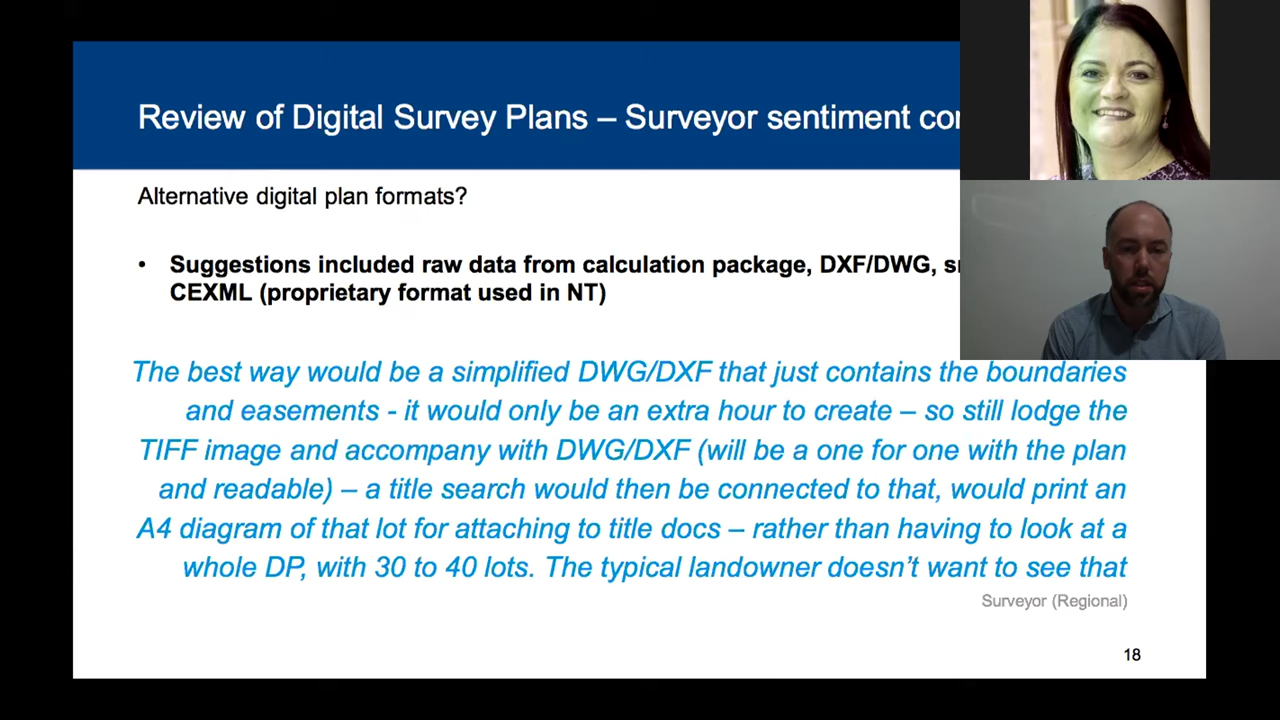 Review of Digital Survey Plans – Surveyor sentiment
Alternative digital plan formats?
• Suggestions included raw data from calculation package, DXF/DWG,
CEXML (proprietary format used in NT)
The best way would be a simplified DWG/DXF that just contains the boundaries
and easements - it would only be an extra hour to create – so still lodge the
TIFF image and accompany with DWG/DXF (will be a one for one with the plan
and readable) – a title search would then be connected to that, would print an
A4 diagram of that lot for attaching to title docs – rather than having to look at a
whole DP, with 30 to 40 lots. The typical landowner doesn’t want to see that
Surveyor (Regional)
18